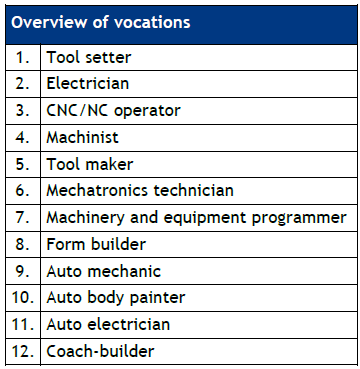 Overview of vocations
1. Tool setter
2. Electrician
3. CNC/NC operator
4. Machinist
5. Tool maker
6. Mechatronics technician
7. Machinery and equipment programmer
8. Form builder
9. Auto mechanic
10. Auto body painter
11. Auto electrician
12. Coach-builder